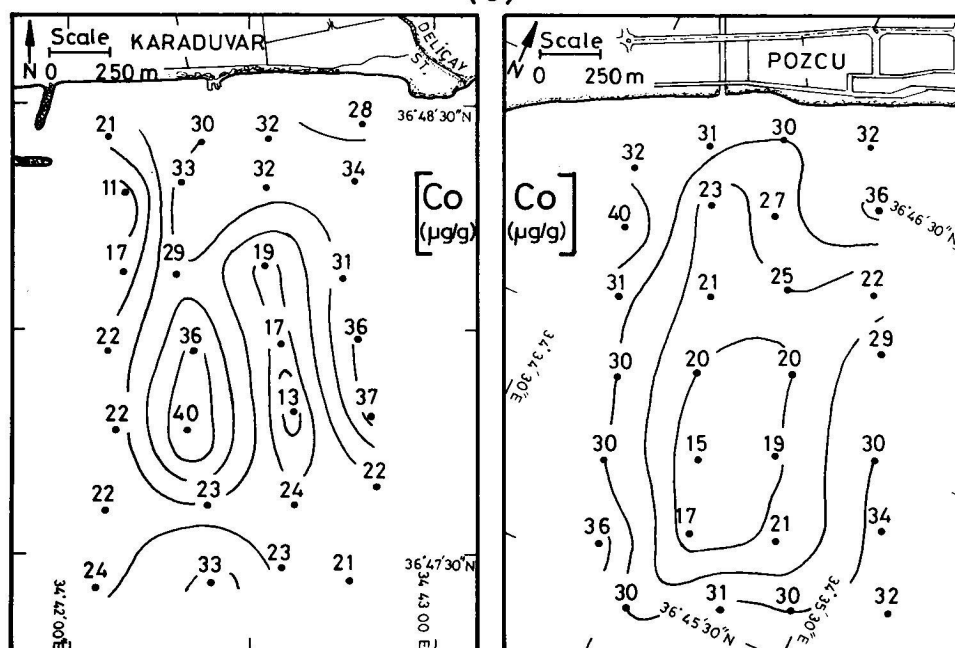 Scale
KARADUVAR
DELİÇAY
ST.
N
0 250 m
36°48'30"N
21 30 32 28
33
11 32 34
17 29 19 31
22 36 17 36
22 40 13 37
22 23 24 22
24 33 23 21
36°47'30"N
34°42'00"E
34 43 00 E
[Co
(µg/g)
Scale
POZCU
N
0 250 m
Co]
(µg/g)
32 31 30 32
40 23 27 36
36°46'30"N
31 21 25 22
34°34'30"E
30 20 20 29
30 15 19 30
36 17 21 34
30 31 30 32
36°45'30"N
34°35'30"E